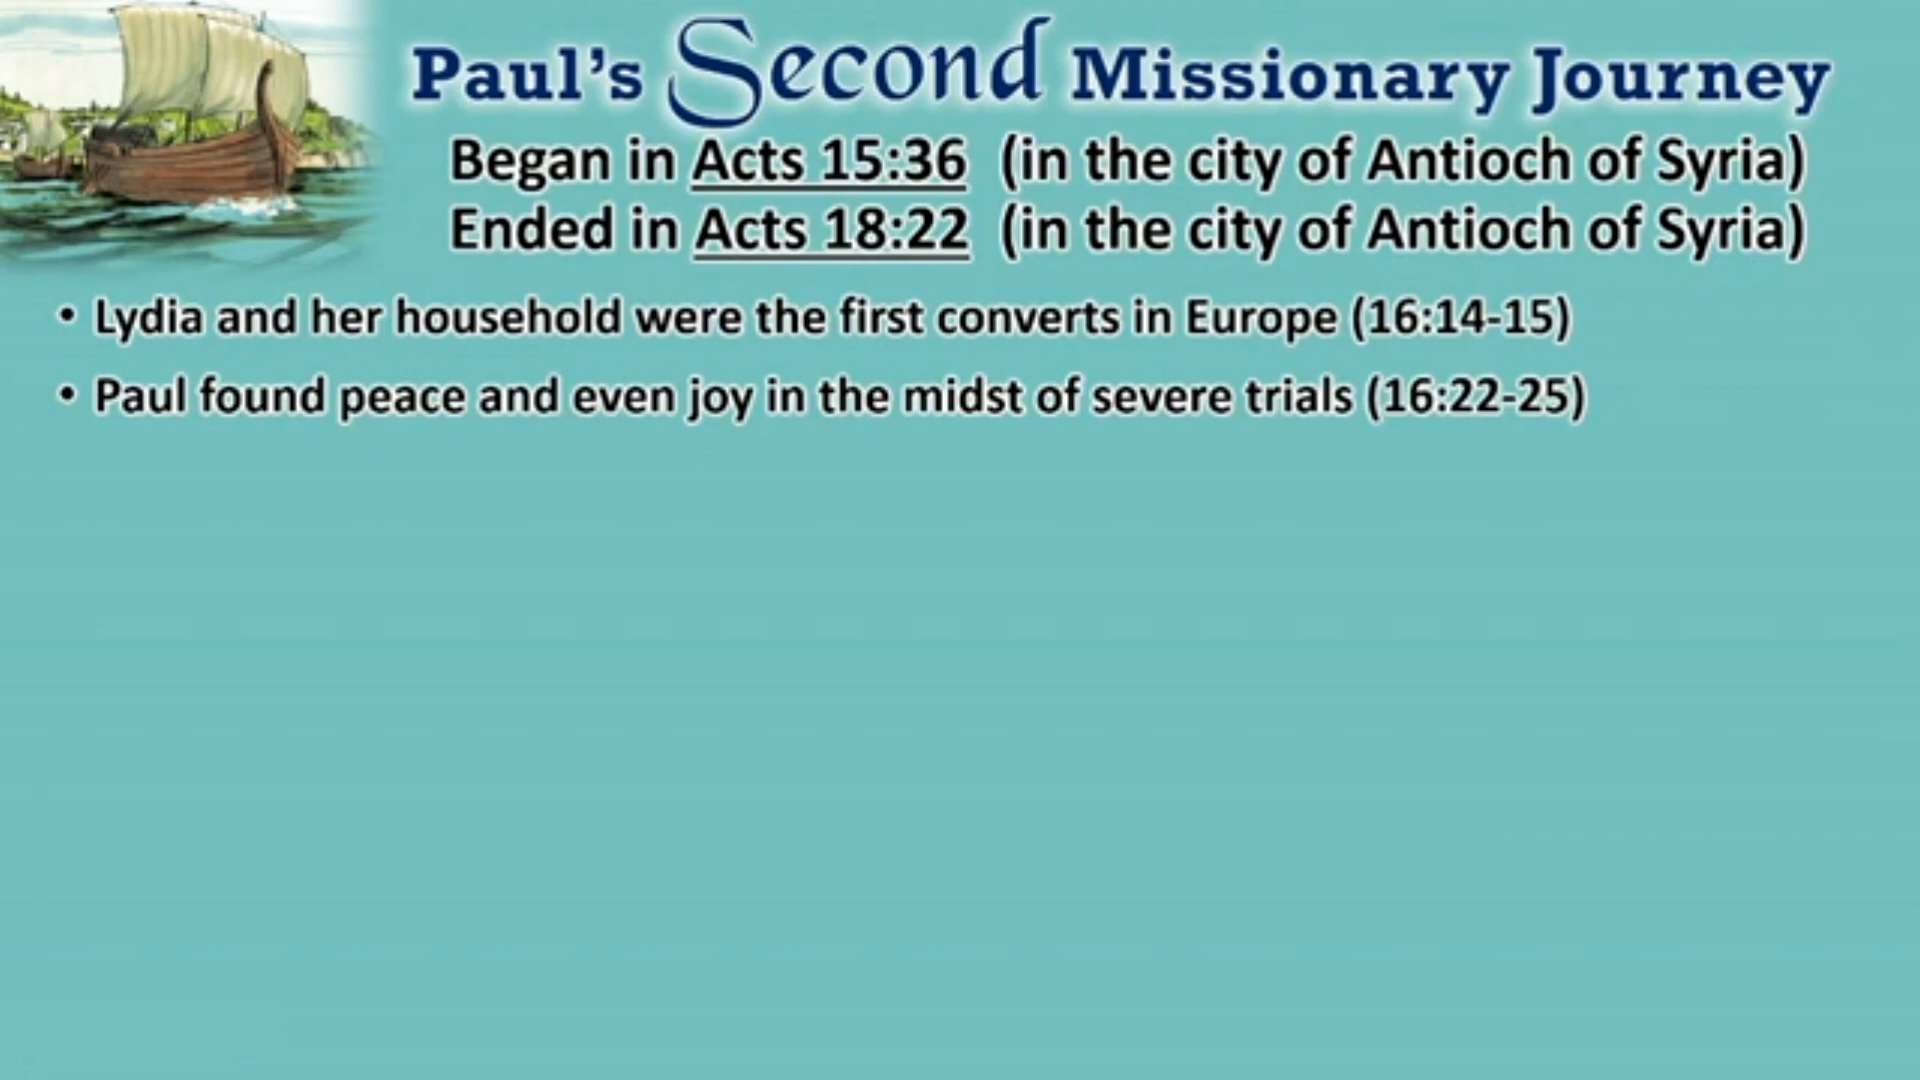 Paul's Second Missionary Journey
Began in Acts 15:36 (in the city of Antioch of Syria)
Ended in Acts 18:22 (in the city of Antioch of Syria)
• Lydia and her household were the first converts in Europe (16:14-15)
• Paul found peace and even joy in the midst of severe trials (16:22-25)